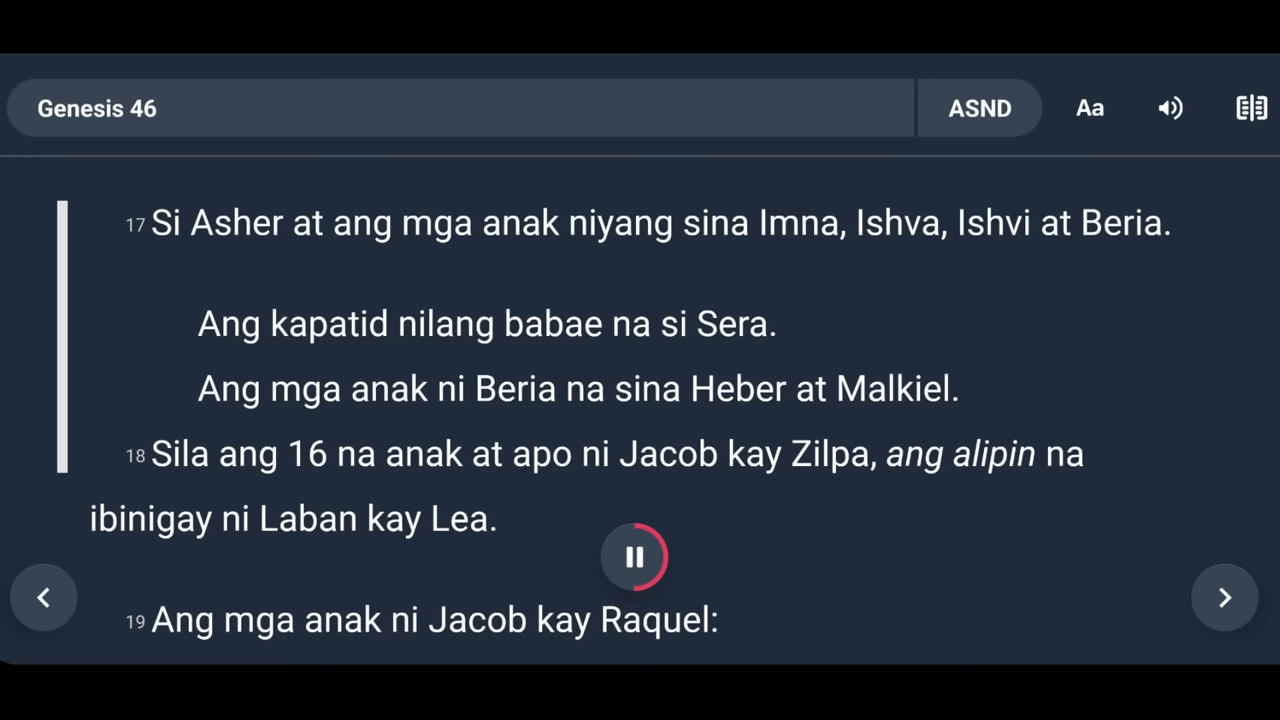 Genesis 46 ASND Aa
17 Si Asher at ang mga anak niyang sina Imna, Ishva, Ishvi at Beria.
Ang kapatid nilang babae na si Sera.
Ang mga anak ni Beria na sina Heber at Malkiel.
18 Sila ang 16 na anak at apo ni Jacob kay Zilpa, ang alipin na
ibinigay ni Laban kay Lea.
19 Ang mga anak ni Jacob kay Raquel: